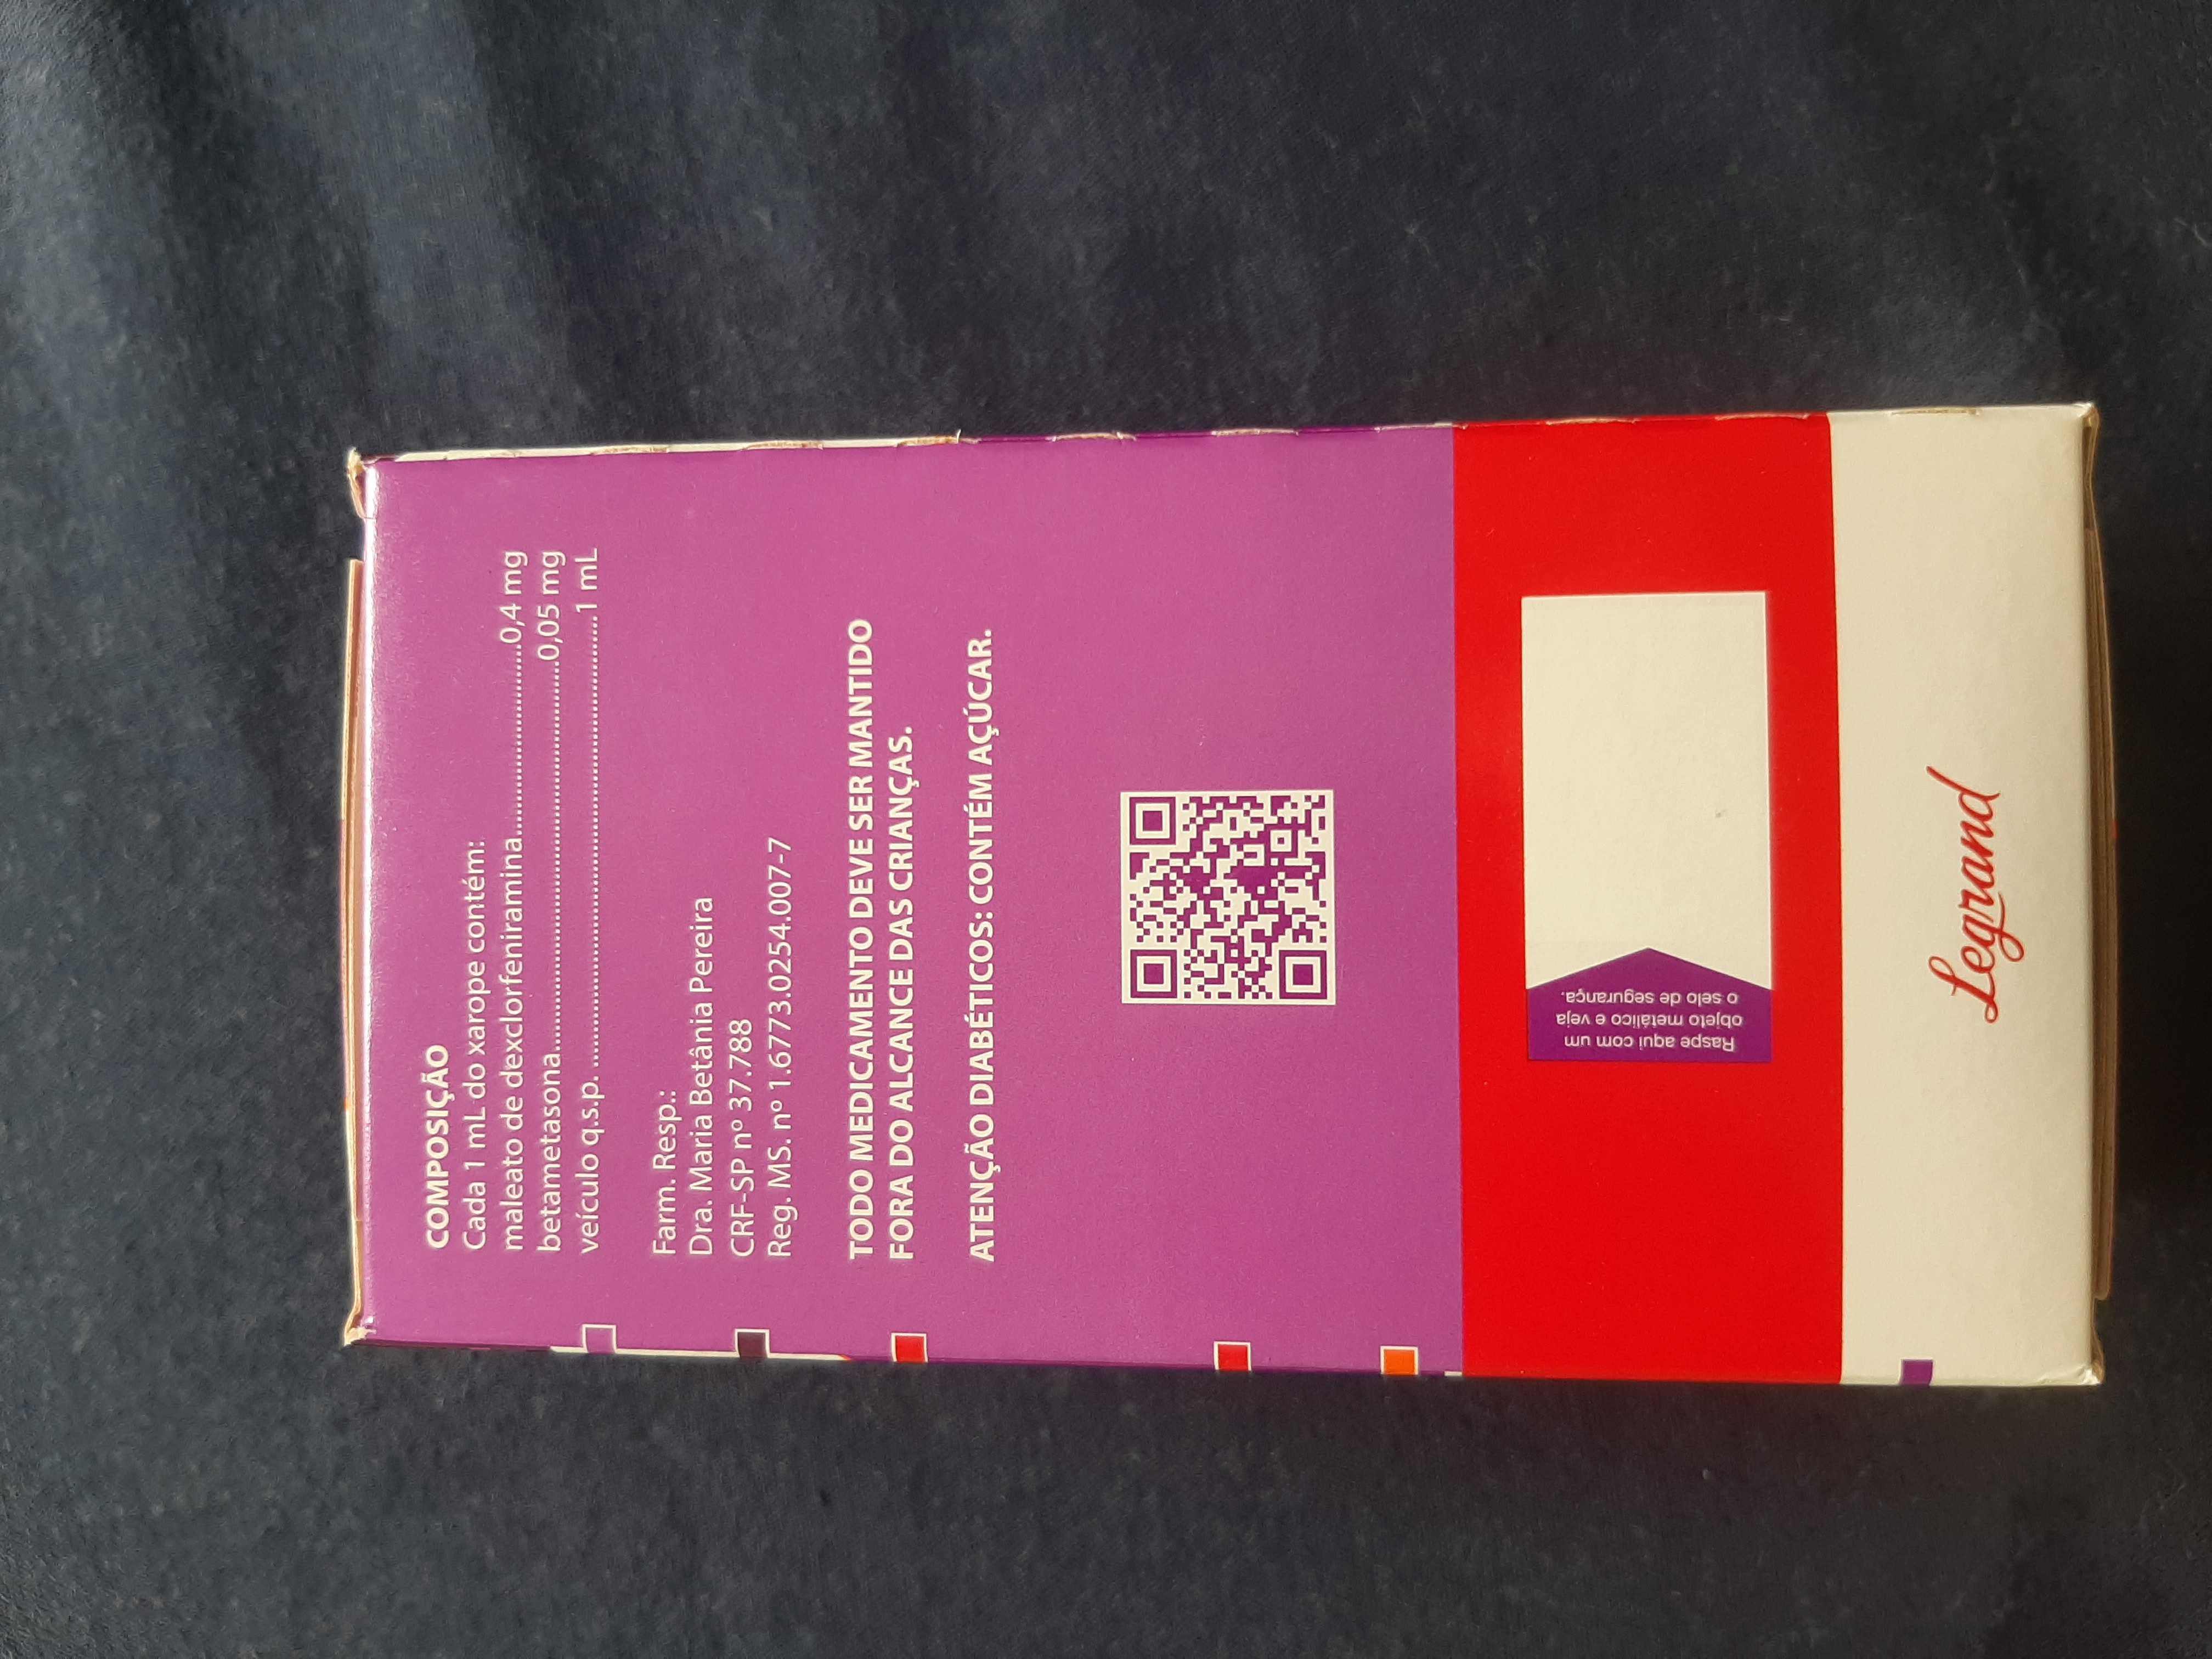 COMPOSIÇÃO
Cada 1 mL do xarope contém:
maleato de dexclorfeniramina............................0,4 mg
betametasona.........................................................0,05 mg
veículo q.s.p. ..................................................................1 mL
Farm. Resp.:
Dra. Maria Betânia Pereira
CRF-SP nº 37.788
Reg. MS. nº 1.6773.0254.007-7
TODO MEDICAMENTO DEVE SER MANTIDO
FORA DO ALCANCE DAS CRIANÇAS.
ATENÇÃO DIABÉTICOS: CONTÉM AÇÚCAR.
Raspe aqui com um
objeto metálico e veja
o selo de segurança.
Legrand